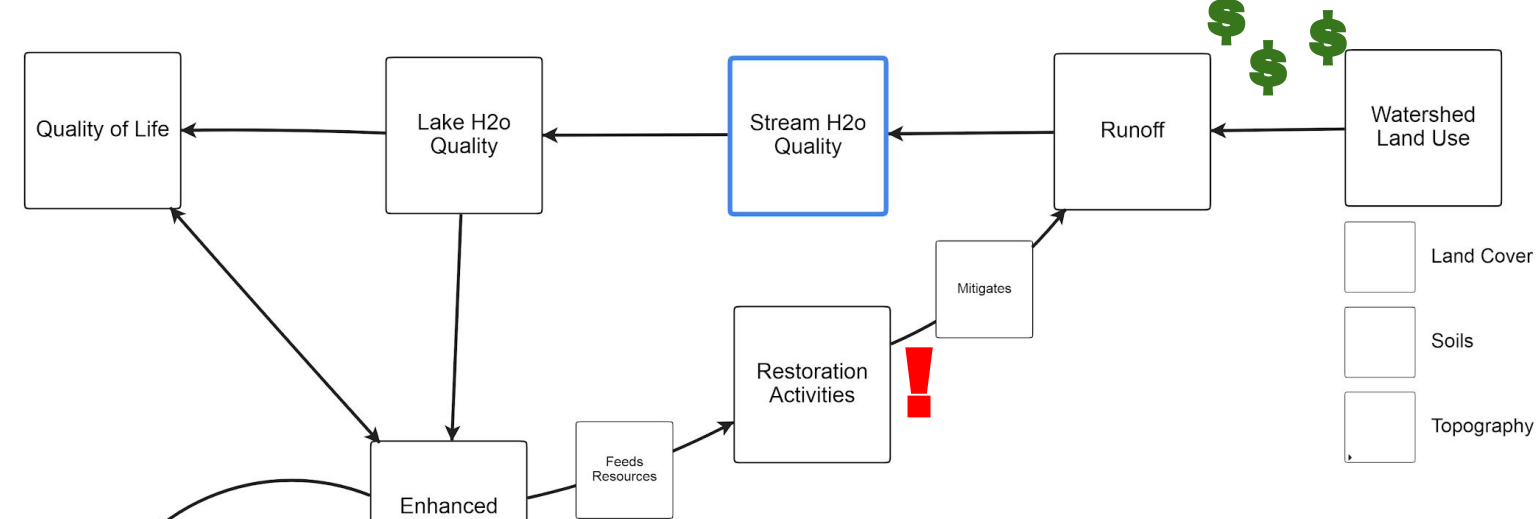 $
$
$
Quality of Life
Lake H2o
Quality
Stream H2o
Quality
Runoff
Watershed
Land Use
Land Cover
Mitigates
Soils
Restoration
Activities
!
Topography
Feeds
Resources
Enhanced